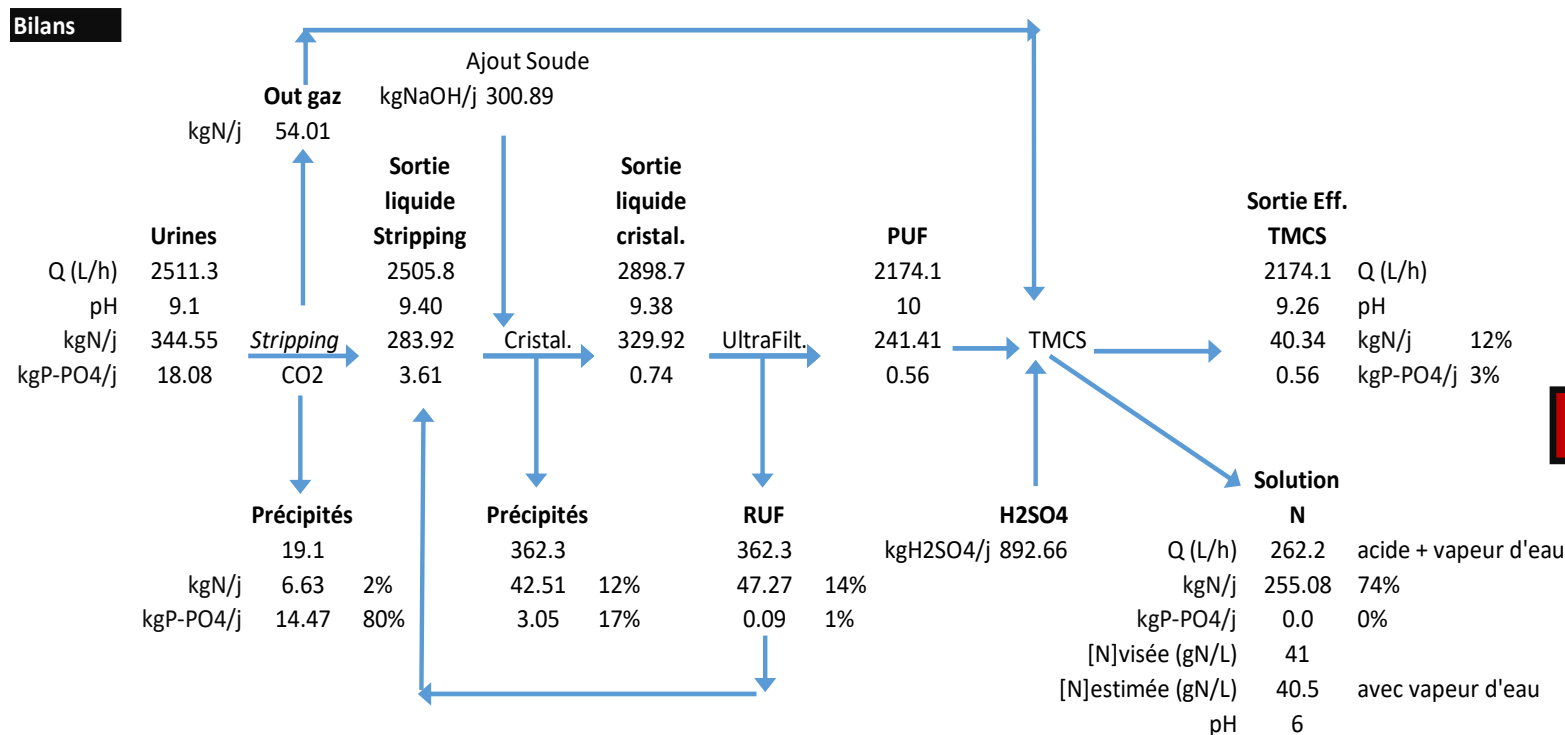 Bilans
Ajout Soude
Out gaz kgNaOH/j 300.89
kgN/j 54.01
Sortie Sortie
liquide liquide Sortie Eff.
Urines Stripping cristal. PUF TMCS
Q (L/h) 2511.3 2505.8 2898.7 2174.1 2174.1 Q (L/h)
pH 9.1 9.40 9.38 10 9.26 pH
kgN/j 344.55 Stripping 283.92 Cristal. 329.92 UltraFilt. 241.41 TMCS 40.34 kgN/j 12%
kgP-PO4/j 18.08 CO2 3.61 0.74 0.56 0.56 kgP-PO4/j 3%
Solution
Précipités Précipités RUF H2SO4 N
19.1 362.3 362.3 kgH2SO4/j 892.66 Q (L/h) 262.2 acide + vapeur d'eau
kgN/j 6.63 2% 42.51 12% 47.27 14% kgN/j 255.08 74%
kgP-PO4/j 14.47 80% 3.05 17% 0.09 1% kgP-PO4/j 0.0 0%
[N]visée (gN/L) 41
[N]estimée (gN/L) 40.5 avec vapeur d'eau
pH 6